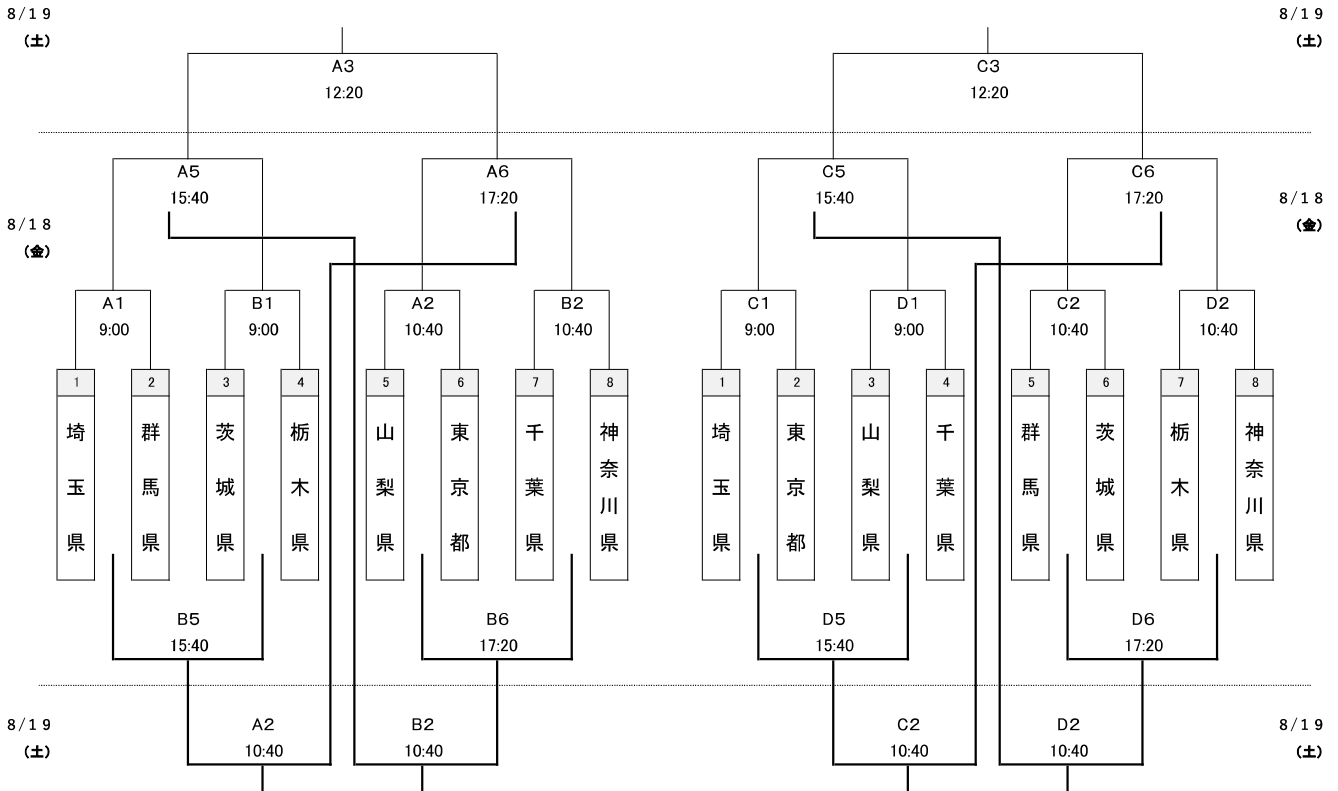 8/19 8/19
(土) (土)
A3 C3
12:20 12:20
A5 A6 C5 C6
15:40 17:20 15:40 17:20
8/18 8/18
(金) (金)
A1 B1 A2 B2 C1 D1 C2 D2
9:00 9:00 10:40 10:40 9:00 9:00 10:40 10:40
1 2 3 4 5 6 7 8 1 2 3 4 5 6 7 8
埼玉県 群馬県 茨城県 栃木県 山梨県 東京都 千葉県 神奈川県 埼玉県 東京都 山梨県 千葉県 群馬県 茨城県 栃木県 神奈川県
B5 B6 D5 D6
15:40 17:20 15:40 17:20
8/19 A2 B2 C2 D2 8/19
(土) 10:40 10:40 10:40 10:40 (土)